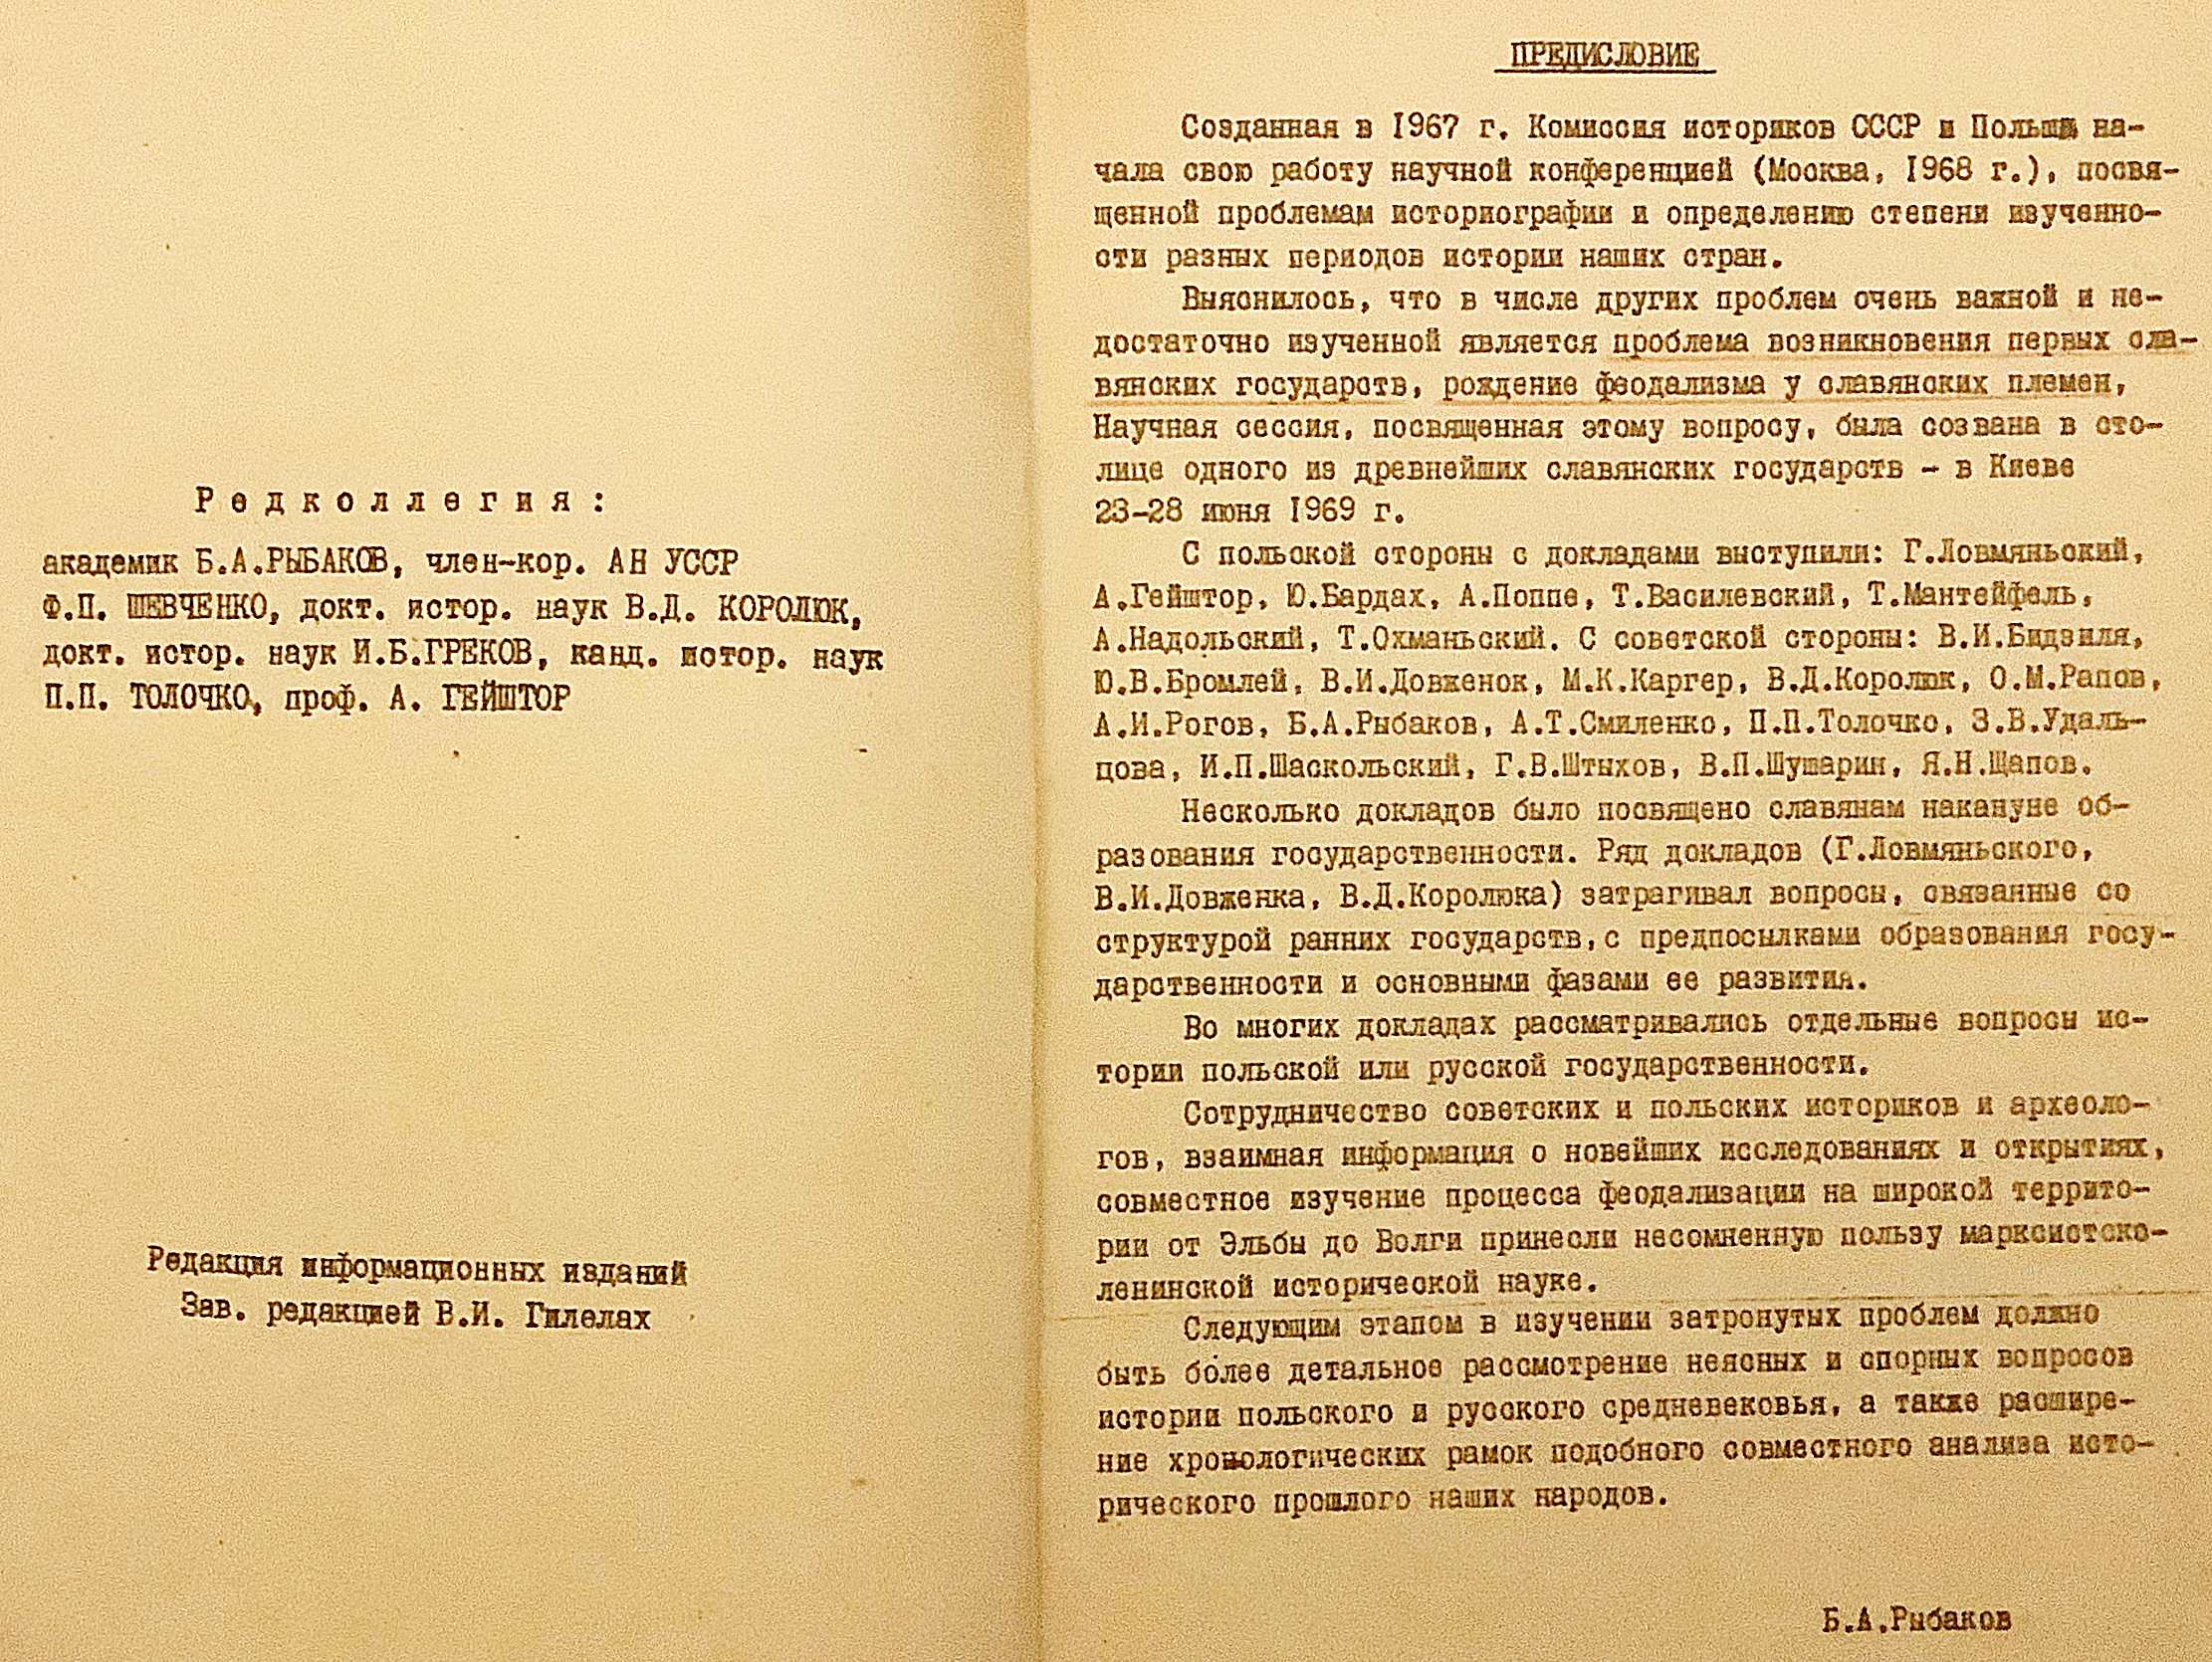 Редколлегия:
академик Б.А.РЫБАКОВ, член-кор. АН УССР
Ф.П. ШЕВЧЕНКО, докт. истор. наук В.Д. КОРОЛЮК,
докт. истор. наук И.Б.ГРЕКОВ, канд. истор. наук
П.П. ТОЛОЧКО, проф. А. ГЕЙШТОР
Редакция информационных изданий
Зав. редакцией В.И. Гилелах
ПРЕДИСЛОВИЕ
Созданная в 1967 г. Комиссия историков СССР и Польши на-
чала свою работу научной конференцией (Москва, 1968 г.), посвя-
щенной проблемам историографии и определению степени изученно-
сти разных периодов истории наших стран.
Выяснилось, что в числе других проблем очень важной и не-
достаточно изученной является проблема возникновения первых сла-
вянских государств, рождение феодализма у славянских племен,
Научная сессия, посвященная этому вопросу, была созвана в сто-
лице одного из древнейших славянских государств - в Киеве
23-28 июня 1969 г.
С польской стороны с докладами выступили: Г.Ловмяньский,
А.Гейштор, Ю.Бардах, А.Поппе, Т.Василевский, Т.Мантейфель,
А.Надольский, Т.Охманьский. С советской стороны: В.И.Бидзиля,
Ю.В.Бромлей, В.И.Довженок, М.К.Каргер, В.Д.Королюк, О.М.Рапов,
А.И.Рогов, Б.А.Рыбаков, А.Т.Смиленко, П.П.Толочко, З.В.Удаль-
цова, И.П.Шаскольский, Г.В.Штыхов, В.П.Шушарин, Я.Н.Щапов.
Несколько докладов было посвящено славянам накануне об-
разования государственности. Ряд докладов (Г.Ловмяньского,
В.И.Довженка, В.Д.Королюка) затрагивал вопросы, связанные со
структурой ранних государств, с предпосылками образования госу-
дарственности и основными фазами ее развития.
Во многих докладах рассматривались отдельные вопросы ис-
тории польской или русской государственности.
Сотрудничество советских и польских историков и археоло-
гов, взаимная информация о новейших исследованиях и открытиях,
совместное изучение процесса феодализации на широкой террито-
рии от Эльбы до Волги принесли несомненную пользу марксистско-
ленинской исторической науке.
Следующим этапом в изучении затронутых проблем должно
быть более детальное рассмотрение неясных и спорных вопросов
истории польского и русского средневековья, а также расшире-
ние хронологических рамок подобного совместного анализа исто-
рического прошлого наших народов.
Б.А.Рыбаков